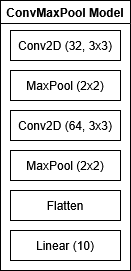 ConvMaxPool Model
Conv2D (32, 3x3)
MaxPool (2x2)
Conv2D (64, 3x3)
MaxPool (2x2)
Flatten
Linear (10)